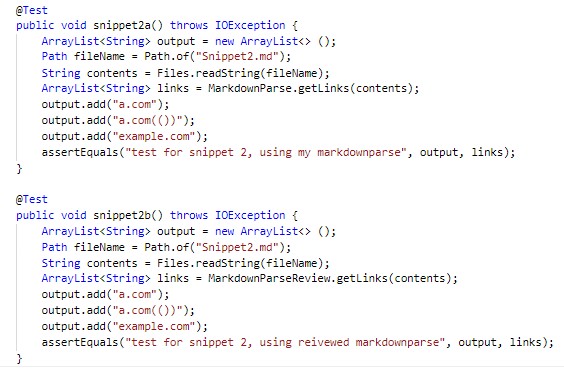 @Test
public void snippet2a() throws IOException {
    ArrayList<String> output = new ArrayList<> ();
    Path fileName = Path.of("Snippet2.md");
    String contents = Files.readString(fileName);
    ArrayList<String> links = MarkdownParse.getLinks(contents);
    output.add("a.com");
    output.add("a.com(())");
    output.add("example.com");
    assertEquals("test for snippet 2, using my markdownparse", output, links);
}
@Test
public void snippet2b() throws IOException {
    ArrayList<String> output = new ArrayList<> ();
    Path fileName = Path.of("Snippet2.md");
    String contents = Files.readString(fileName);
    ArrayList<String> links = MarkdownParseReview.getLinks(contents);
    output.add("a.com");
    output.add("a.com(())");
    output.add("example.com");
    assertEquals("test for snippet 2, using reivewed markdownparse", output, links);
}